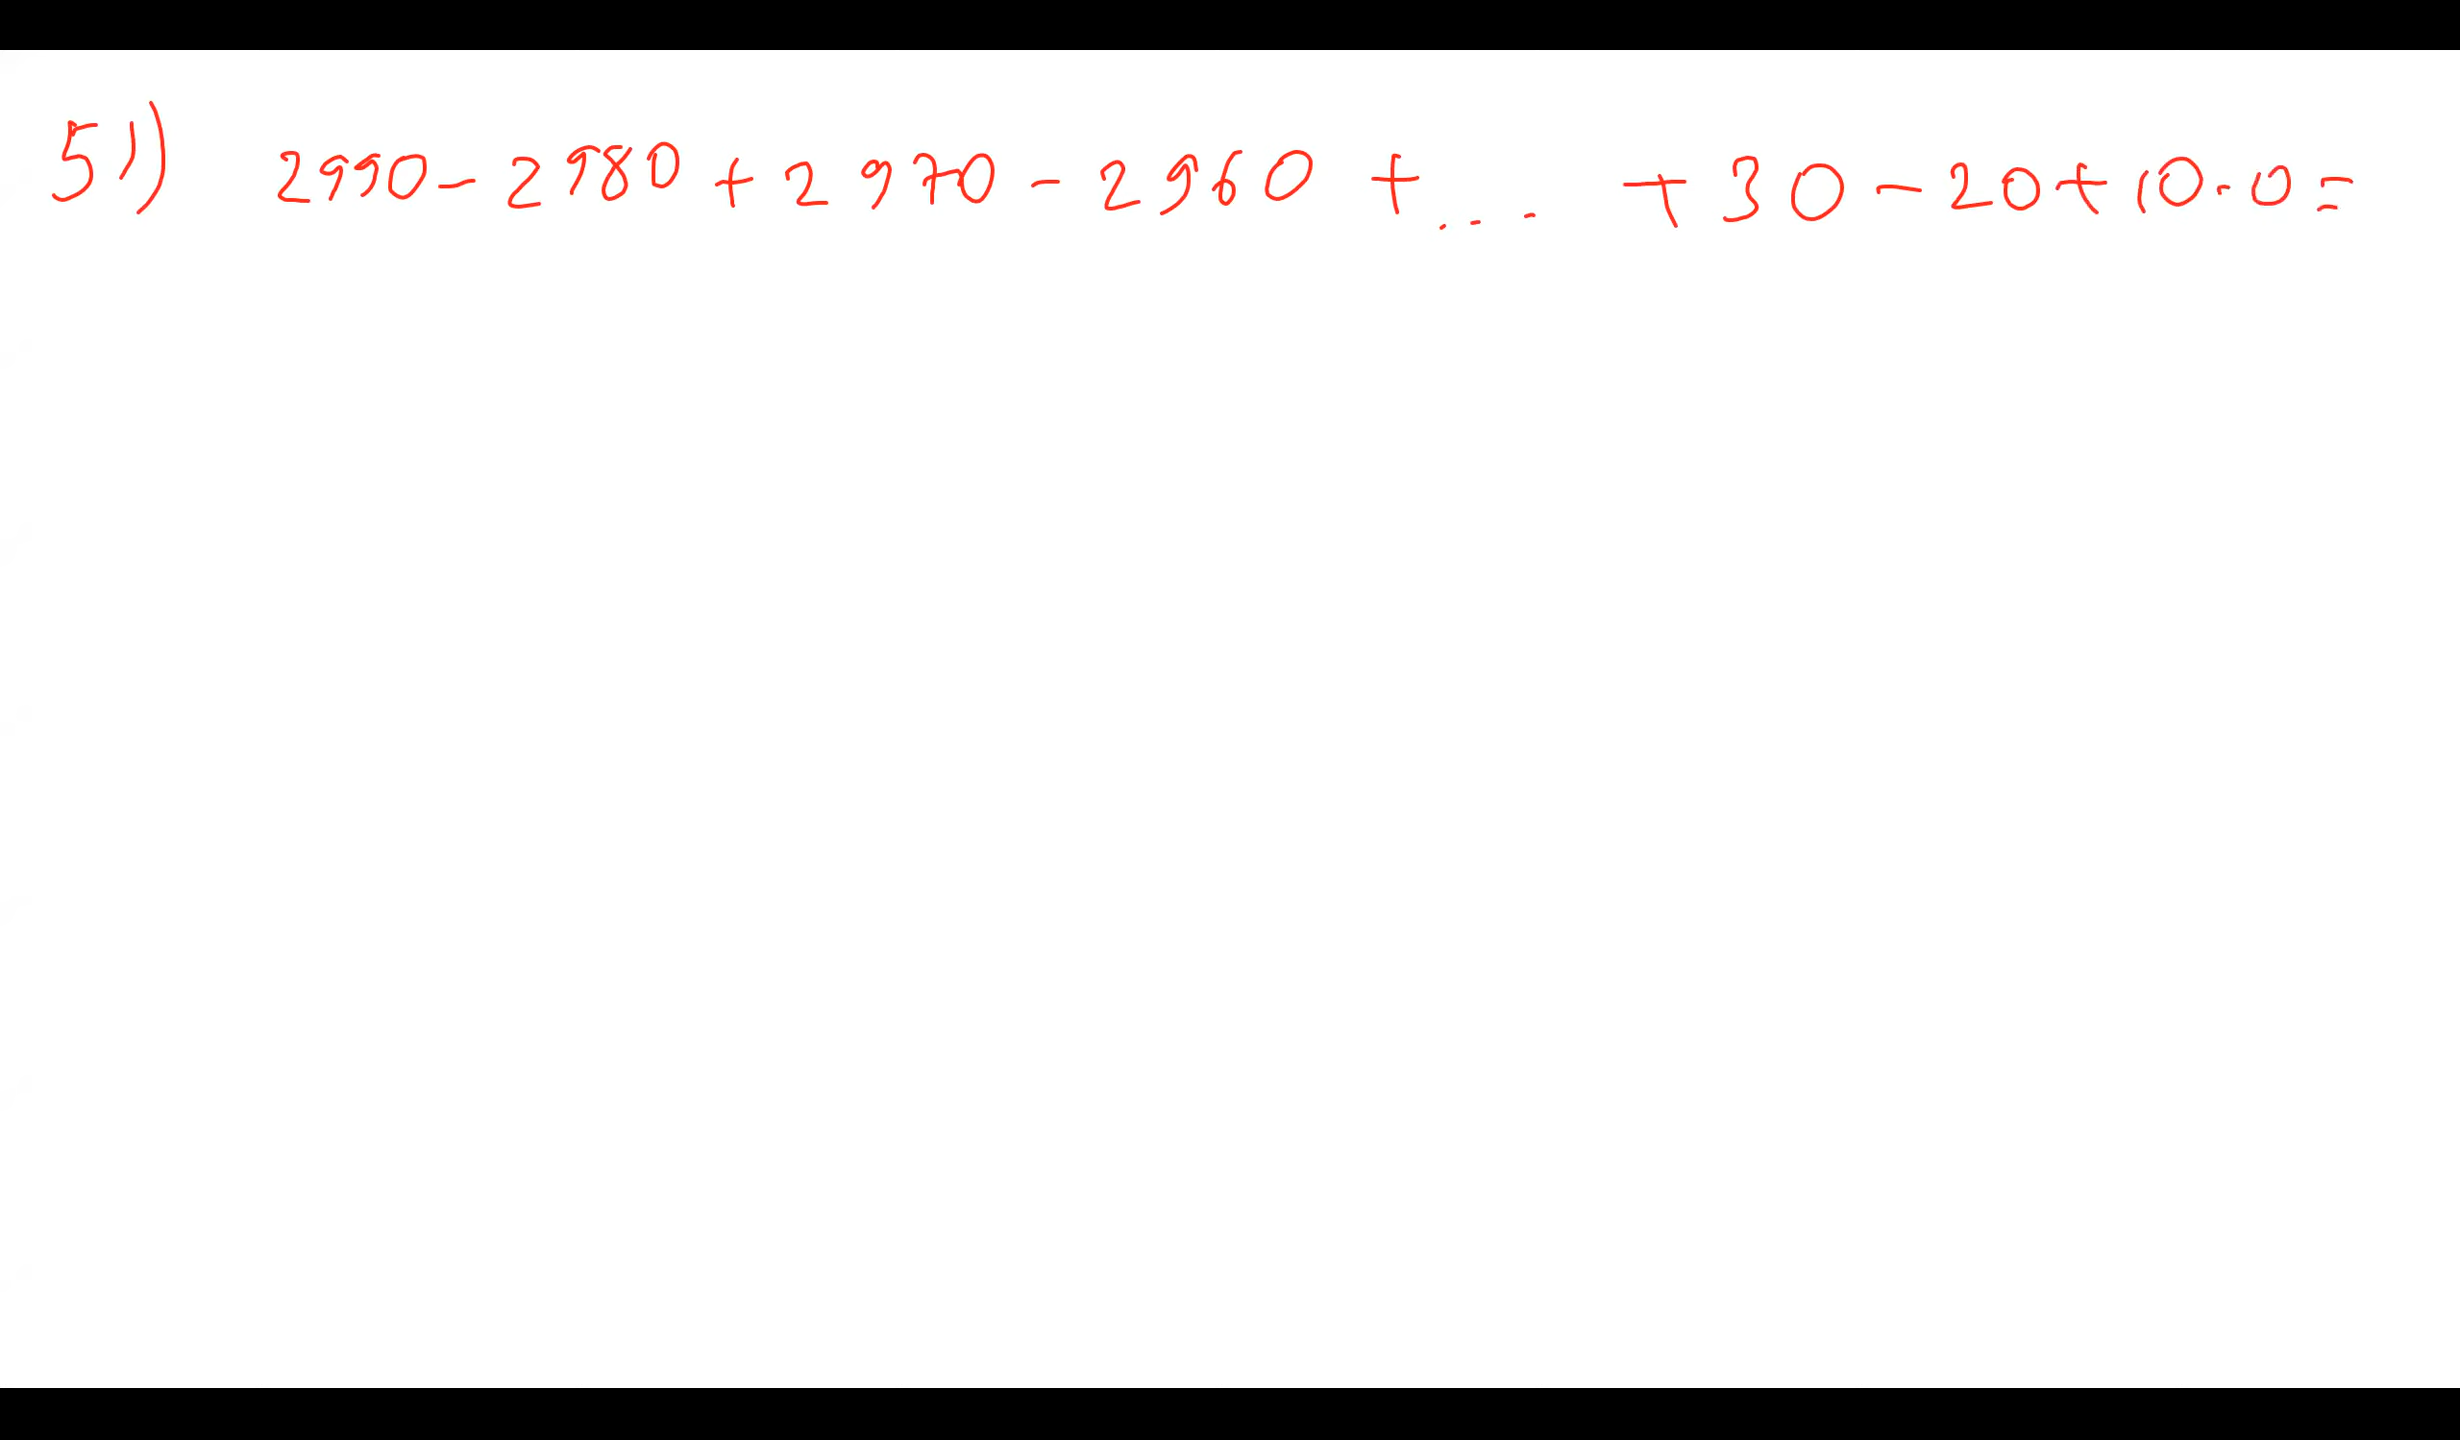 51) 2990 - 2980 + 2970 - 2960 + ... + 30 - 20 + 10 - 0 =